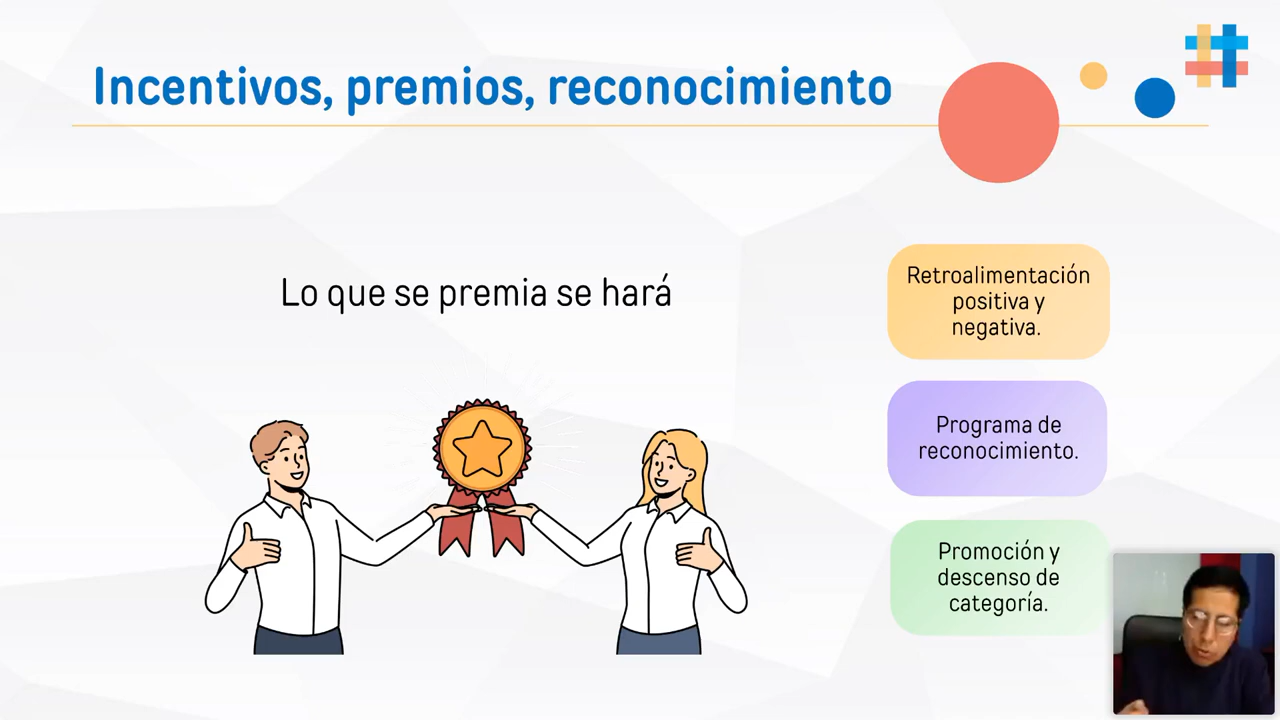 Incentivos, premios, reconocimiento
Lo que se premia se hará
Retroalimentación
positiva y
negativa.
Programa de
reconocimiento.
Promoción y
descenso de
categoría.